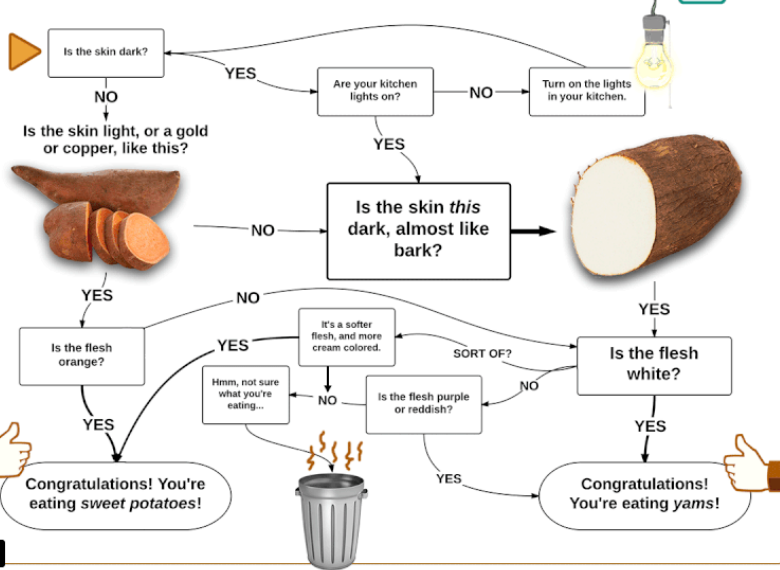 Is the skin dark?
YES
Are your kitchen
lights on?
NO
Turn on the lights
in your kitchen.
NO
Is the skin light, or a gold
or copper, like this?
YES
NO
Is the skin this
dark, almost like
bark?
YES
NO
YES
Is the flesh
orange?
YES
It's a softer
flesh, and more
cream colored.
SORT OF?
Is the flesh
white?
NO
Hmm, not sure
what you're
eating...
NO
Is the flesh purple
or reddish?
YES
YES
YES
Congratulations! You're
eating sweet potatoes!
Congratulations!
You're eating yams!